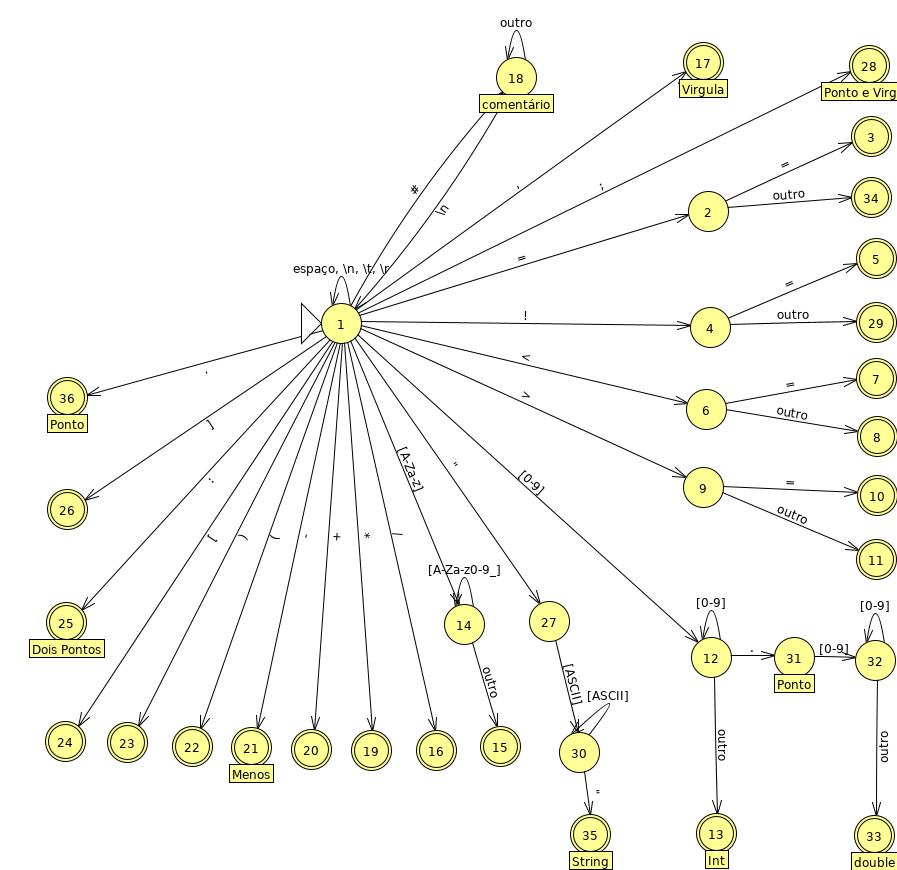 outro
18
comentário
17
Virgula
28
Ponto e Virg
3
=
2
outro
34
#
\n
,
;
=
espaço, \n, \t, \r
1
!
5
=
4
outro
29
.
36
Ponto
<
>
6
=
7
outro
8
]
26
:
[A-Za-z]
"
[0-9]
9
=
10
outro
11
)
(
-
+
*
/
[A-Za-z0-9_]
14
27
25
Dois Pontos
[0-9]
12
.
31
Ponto
[0-9]
[0-9]
32
outro
[ASCII]
[ASCII]
30
outro
outro
24
23
22
21
Menos
20
19
16
15
"
35
String
13
Int
33
double